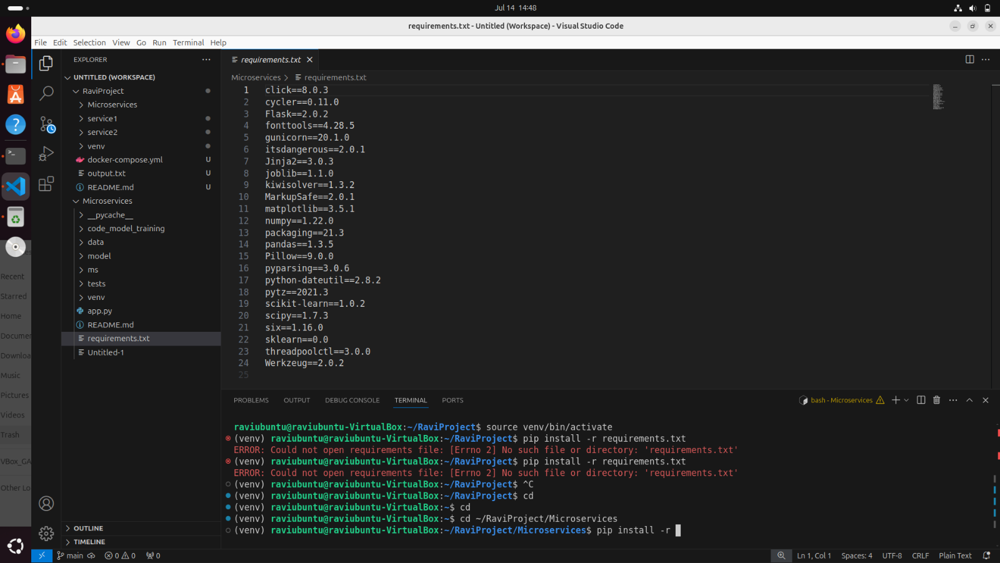 Jul 14 14:48
requirements.txt - Untitled (Workspace) - Visual Studio Code
File Edit Selection View Go Run Terminal Help
EXPLORER
UNTITLED (WORKSPACE)
RaviProject
Microservices
service1
service2
venv
docker-compose.yml U
output.txt U
README.md U
Microservices
__pycache__
code_model_training
data
model
ms
tests
venv
app.py
README.md
requirements.txt
Untitled-1
OUTLINE
TIMELINE
Recent
Starred
Home
Documen
Downloa
Music
Pictures
Videos
Trash
VBox_GA
Other Lo
requirements.txt
Microservices > requirements.txt
1 click==8.0.3
2 cycler==0.11.0
3 Flask==2.0.2
4 fonttools==4.28.5
5 gunicorn==20.1.0
6 itsdangerous==2.0.1
7 Jinja2==3.0.3
8 joblib==1.1.0
9 kiwisolver==1.3.2
10 MarkupSafe==2.0.1
11 matplotlib==3.5.1
12 numpy==1.22.0
13 packaging==21.3
14 pandas==1.3.5
15 Pillow==9.0.0
16 pyparsing==3.0.6
17 python-dateutil==2.8.2
18 pytz==2021.3
19 scikit-learn==1.0.2
20 scipy==1.7.3
21 six==1.16.0
22 sklearn==0.0
23 threadpoolctl==3.0.0
24 Werkzeug==2.0.2
25
PROBLEMS OUTPUT DEBUG CONSOLE TERMINAL PORTS
bash - Microservices
raviubuntu@raviubuntu-VirtualBox:~/RaviProject$ source venv/bin/activate
(venv) raviubuntu@raviubuntu-VirtualBox:~/RaviProject$ pip install -r requirements.txt
ERROR: Could not open requirements file: [Errno 2] No such file or directory: 'requirements.txt'
(venv) raviubuntu@raviubuntu-VirtualBox:~/RaviProject$ pip install -r requirements.txt
ERROR: Could not open requirements file: [Errno 2] No such file or directory: 'requirements.txt'
(venv) raviubuntu@raviubuntu-VirtualBox:~/RaviProject$ ^C
(venv) raviubuntu@raviubuntu-VirtualBox:~/RaviProject$ cd
(venv) raviubuntu@raviubuntu-VirtualBox:~$ cd
(venv) raviubuntu@raviubuntu-VirtualBox:~$ cd ~/RaviProject/Microservices
(venv) raviubuntu@raviubuntu-VirtualBox:~/RaviProject/Microservices$ pip install -r
main 0 0 0
Ln 1, Col 1 Spaces: 4 UTF-8 CRLF Plain Text